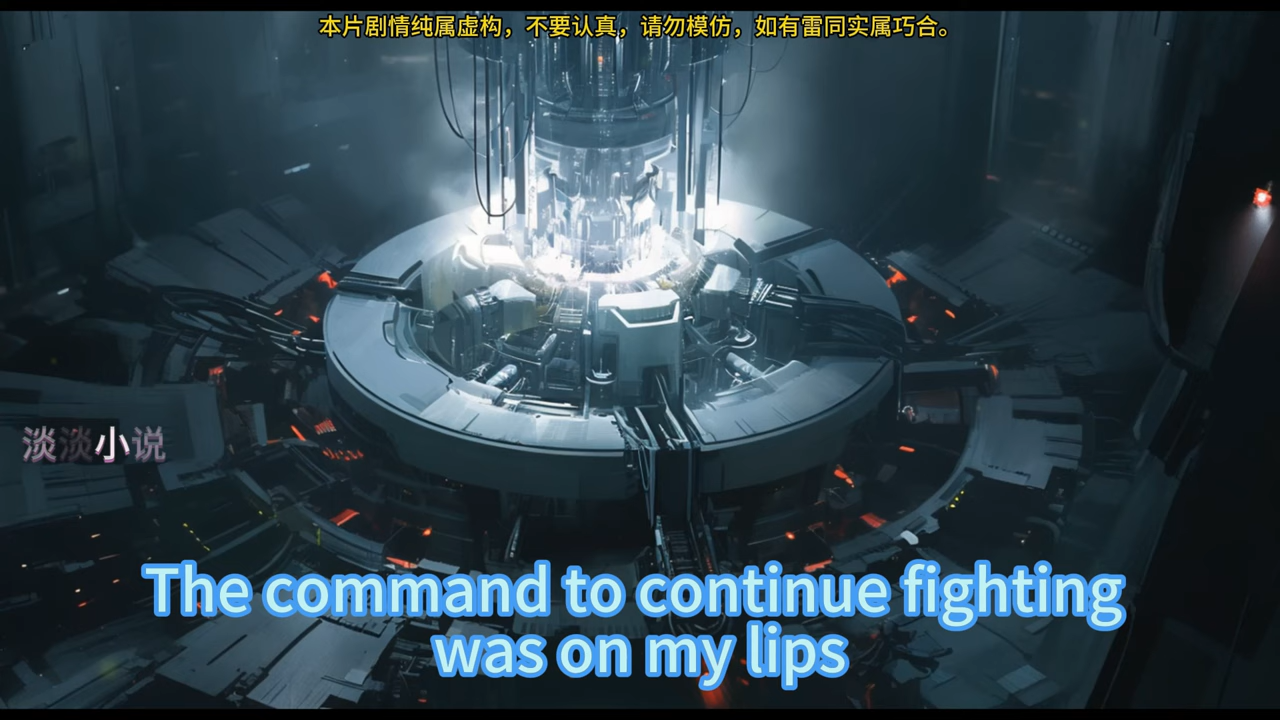 本片剧情纯属虚构，不要认真，请勿模仿，如有雷同实属巧合。
淡淡小说
The command to continue fighting
was on my lips